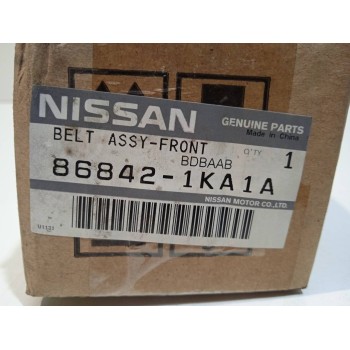 NISSAN
GENUINE PARTS
Made in China
BELT ASSY-FRONT
BDBAAB
Q'TY 1
86842-1KA1A
NISSAN MOTOR CO.,LTD.